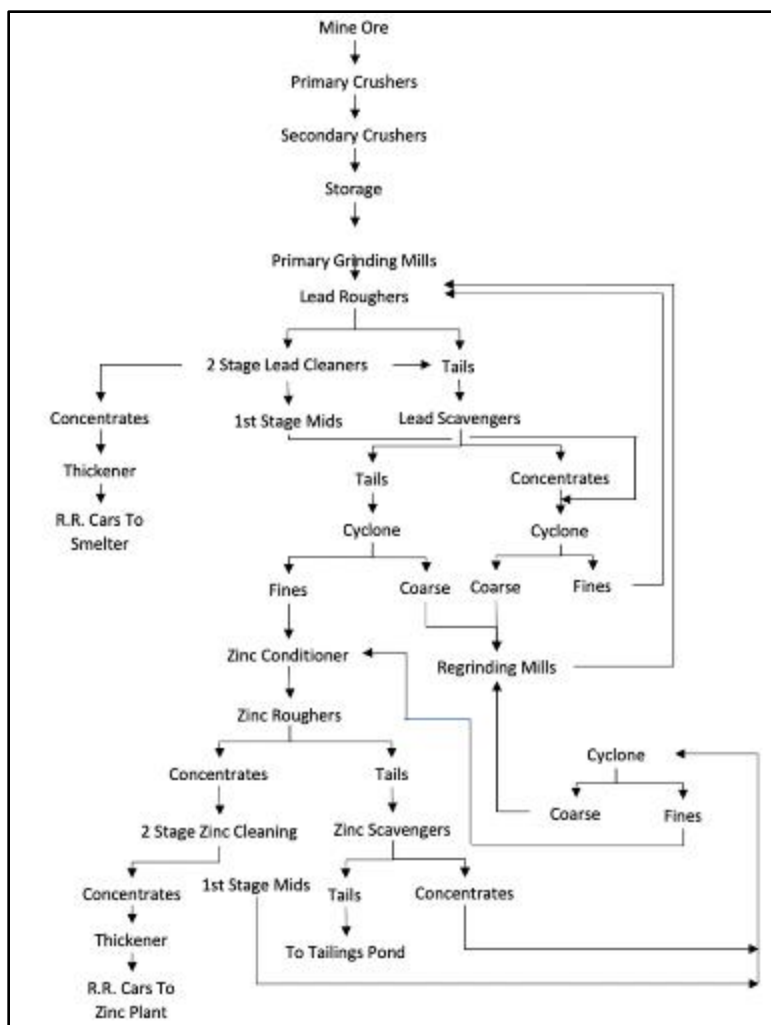 Mine Ore
Primary Crushers
Secondary Crushers
Storage
Primary Grinding Mills
Lead Roughers
2 Stage Lead Cleaners
Tails
Concentrates
1st Stage Mids
Lead Scavengers
Thickener
Tails
Concentrates
R.R. Cars To
Smelter
Cyclone
Cyclone
Fines
Coarse
Coarse
Fines
Zinc Conditioner
Regrinding Mills
Zinc Roughers
Cyclone
Concentrates
Tails
Coarse
Fines
2 Stage Zinc Cleaning
Zinc Scavengers
Concentrates
1st Stage Mids
Tails
Concentrates
Thickener
To Tailings Pond
R.R. Cars To
Zinc Plant